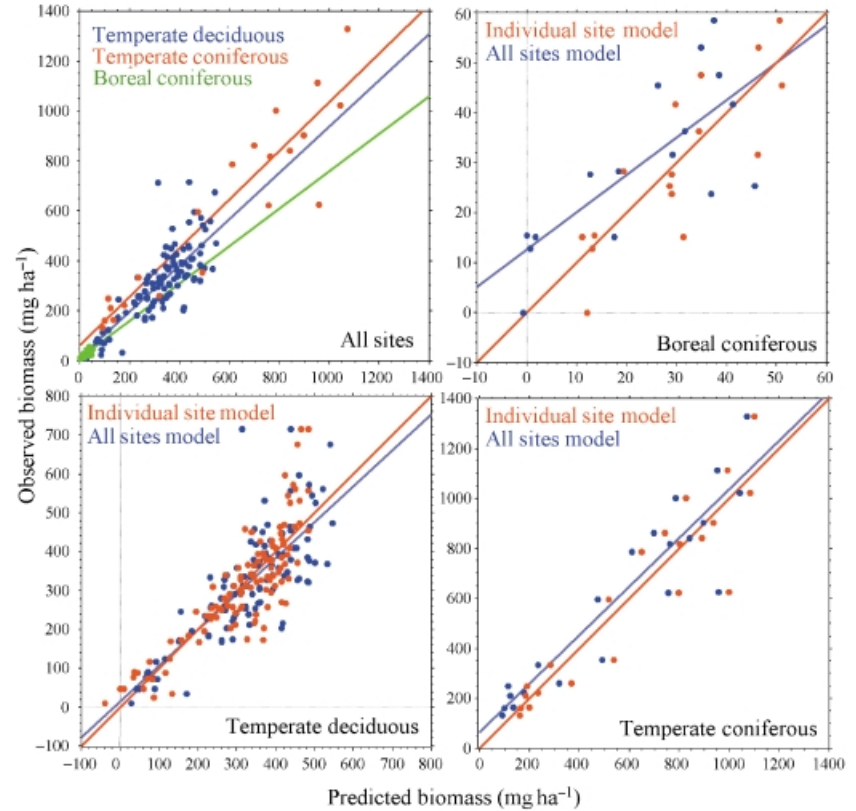 1400
1200
1000
800
600
400
200
0
Temperate deciduous
Temperate coniferous
Boreal coniferous
All sites
0 200 400 600 800 1000 1200 1400
60
50
40
30
20
10
0
−10
Individual site model
All sites model
Boreal coniferous
−10 0 10 20 30 40 50 60
Observed biomass (mg ha⁻¹)
800
700
600
500
400
300
200
100
0
−100
Individual site model
All sites model
Temperate deciduous
−100 0 100 200 300 400 500 600 700 800
1400
1200
1000
800
600
400
200
0
Individual site model
All sites model
Temperate coniferous
0 200 400 600 800 1000 1200 1400
Predicted biomass (mg ha⁻¹)